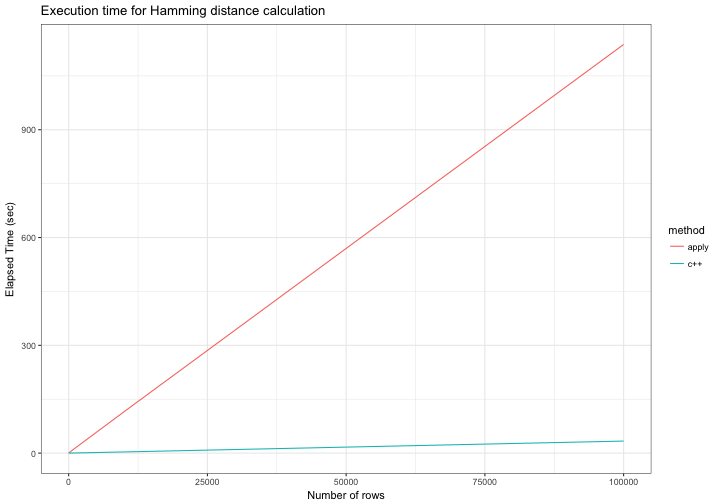 Execution time for Hamming distance calculation
Elapsed Time (sec)
900
600
300
0
0 25000 50000 75000 100000
Number of rows
method
apply
c++